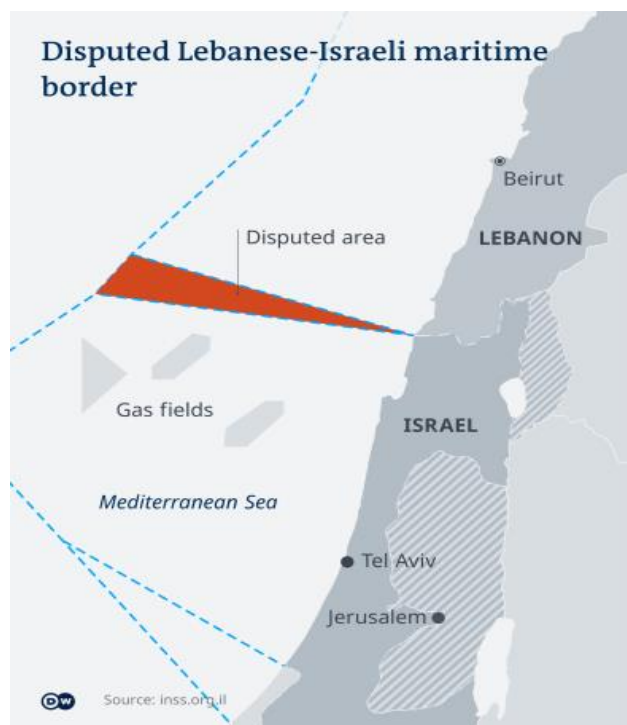 Disputed Lebanese-Israeli maritime
border
Beirut
Disputed area
LEBANON
Gas fields
ISRAEL
Mediterranean Sea
Tel Aviv
Jerusalem
DW
Source: inss.org.il